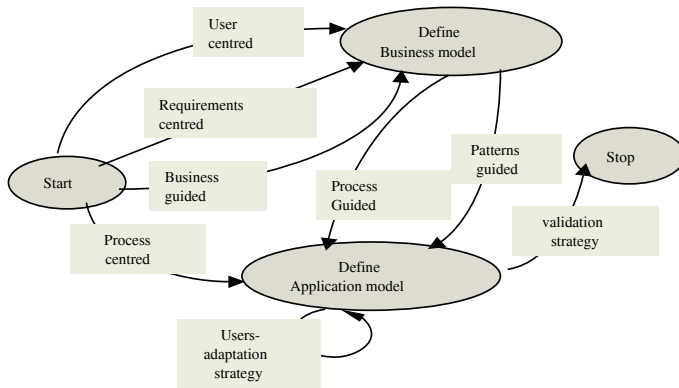 User
centred
Define
Business model
Requirements
centred
Business
guided
Patterns
guided
Stop
Start
Process
Guided
Process
centred
validation
strategy
Define
Application model
Users-
adaptation
strategy